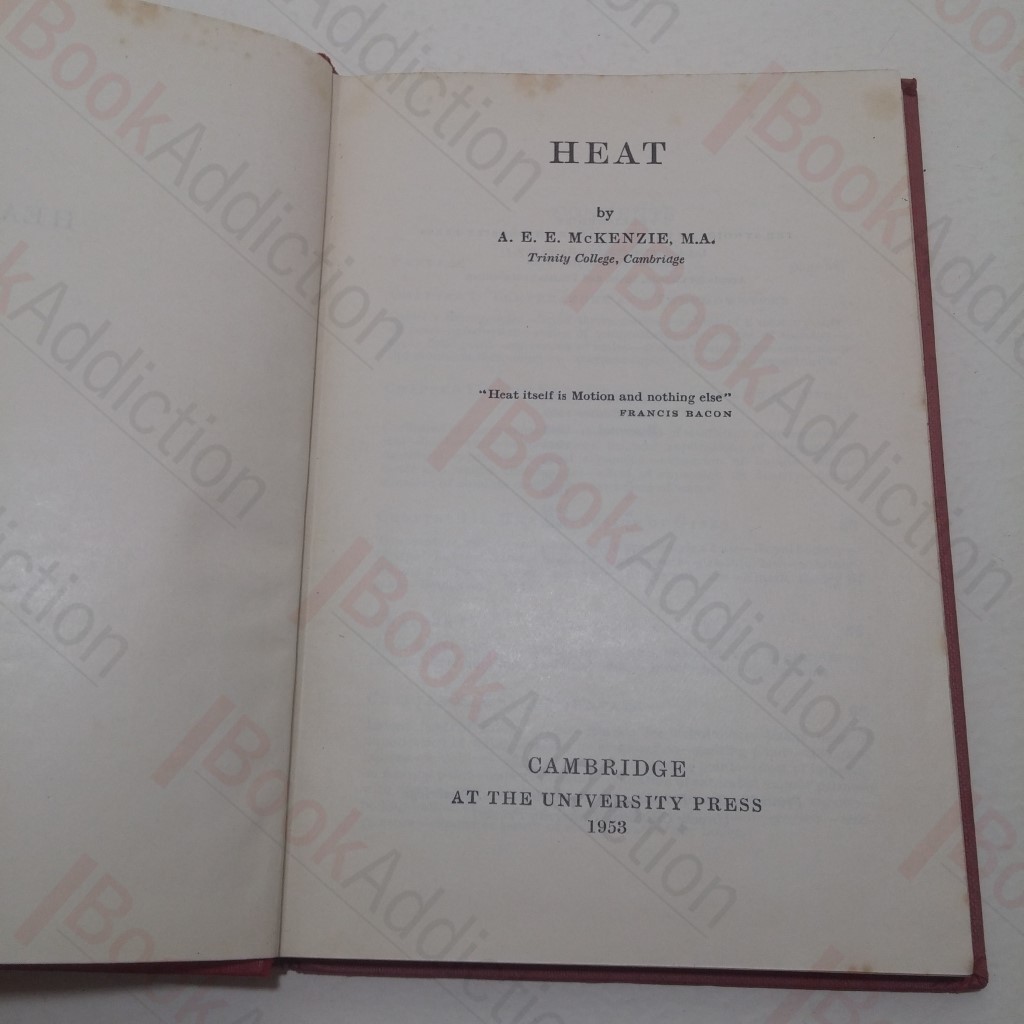 HEAT
by
A. E. E. McKENZIE, M.A.
Trinity College, Cambridge
"Heat itself is Motion and nothing else"
FRANCIS BACON
CAMBRIDGE
AT THE UNIVERSITY PRESS
1953
BookAddiction